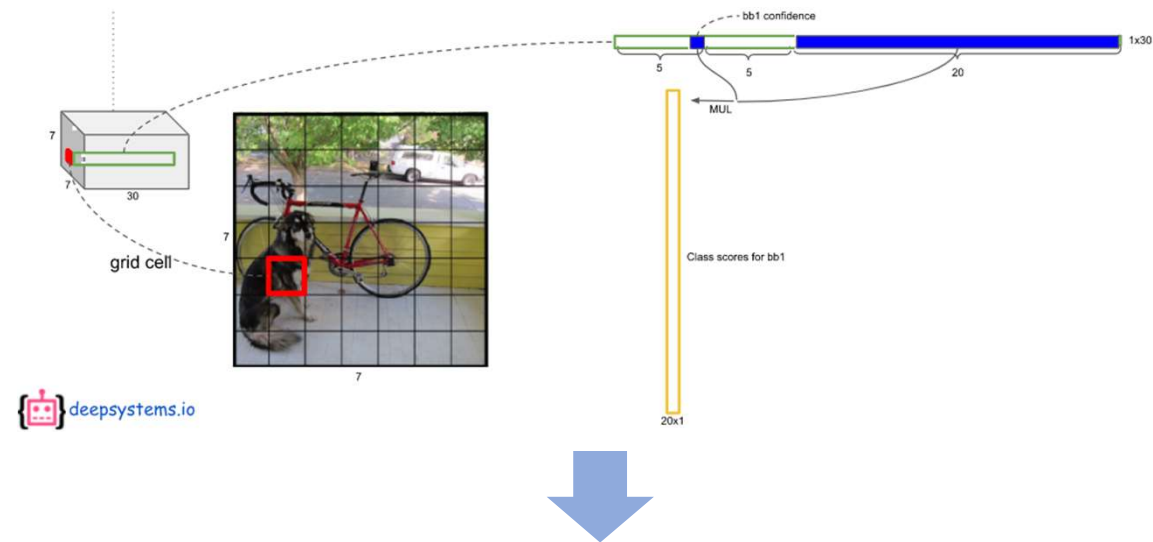 bb1 confidence
1x30
5
5
20
MUL
7
7
30
7
grid cell
Class scores for bb1
7
{ } deepsystems.io
20x1